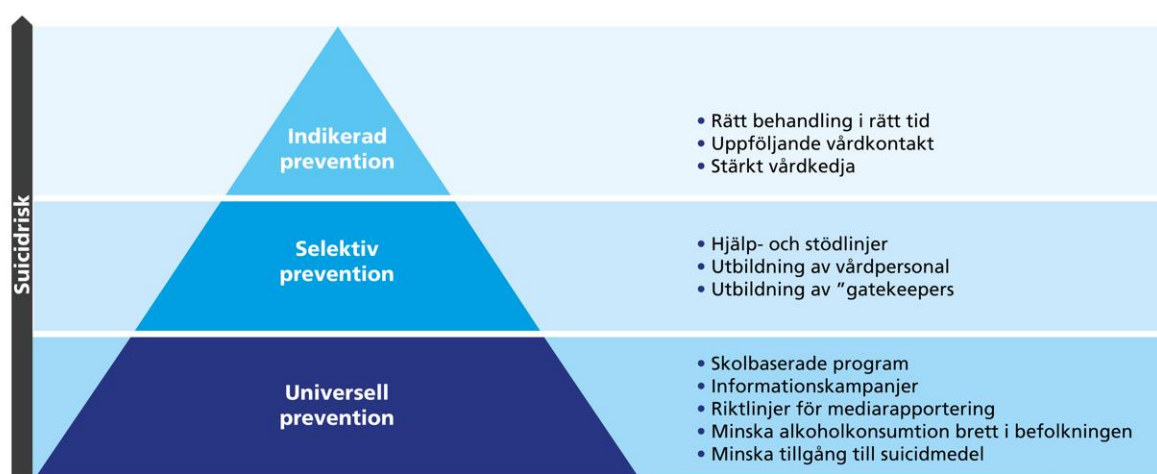 Suicidrisk
Indikerad
prevention
• Rätt behandling i rätt tid
• Uppföljande vårdkontakt
• Stärkt vårdkedja
Selektiv
prevention
• Hjälp- och stödlinjer
• Utbildning av vårdpersonal
• Utbildning av ”gatekeepers
Universell
prevention
• Skolbaserade program
• Informationskampanjer
• Riktlinjer för mediarapportering
• Minska alkoholkonsumtion brett i befolkningen
• Minska tillgång till suicidmedel